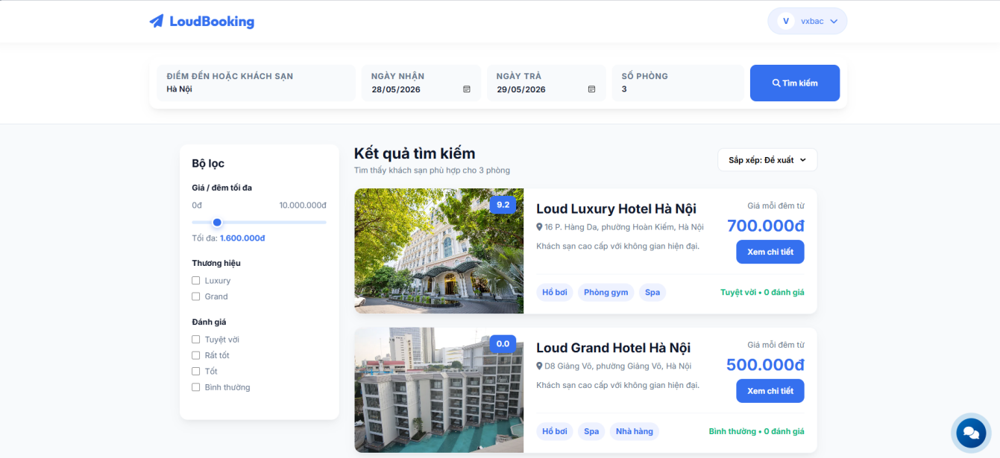 LoudBooking
V vxbac
ĐIỂM ĐẾN HOẶC KHÁCH SẠN
Hà Nội
NGÀY NHẬN
28/05/2026
NGÀY TRẢ
29/05/2026
SỐ PHÒNG
3
Tìm kiếm
Bộ lọc
Giá / đêm tối đa
0đ 10.000.000đ
Tối đa: 1.600.000đ
Thương hiệu
Luxury
Grand
Đánh giá
Tuyệt vời
Rất tốt
Tốt
Bình thường
Kết quả tìm kiếm
Tìm thấy khách sạn phù hợp cho 3 phòng
Sắp xếp: Đề xuất
9.2
Loud Luxury Hotel Hà Nội
16 P. Hàng Da, phường Hoàn Kiếm, Hà Nội
Khách sạn cao cấp với không gian hiện đại.
Giá mỗi đêm từ
700.000đ
Xem chi tiết
Hồ bơi Phòng gym Spa
Tuyệt vời • 0 đánh giá
0.0
Loud Grand Hotel Hà Nội
D8 Giảng Võ, phường Giảng Võ, Hà Nội
Khách sạn cao cấp với không gian hiện đại.
Giá mỗi đêm từ
500.000đ
Xem chi tiết
Hồ bơi Spa Nhà hàng
Bình thường • 0 đánh giá